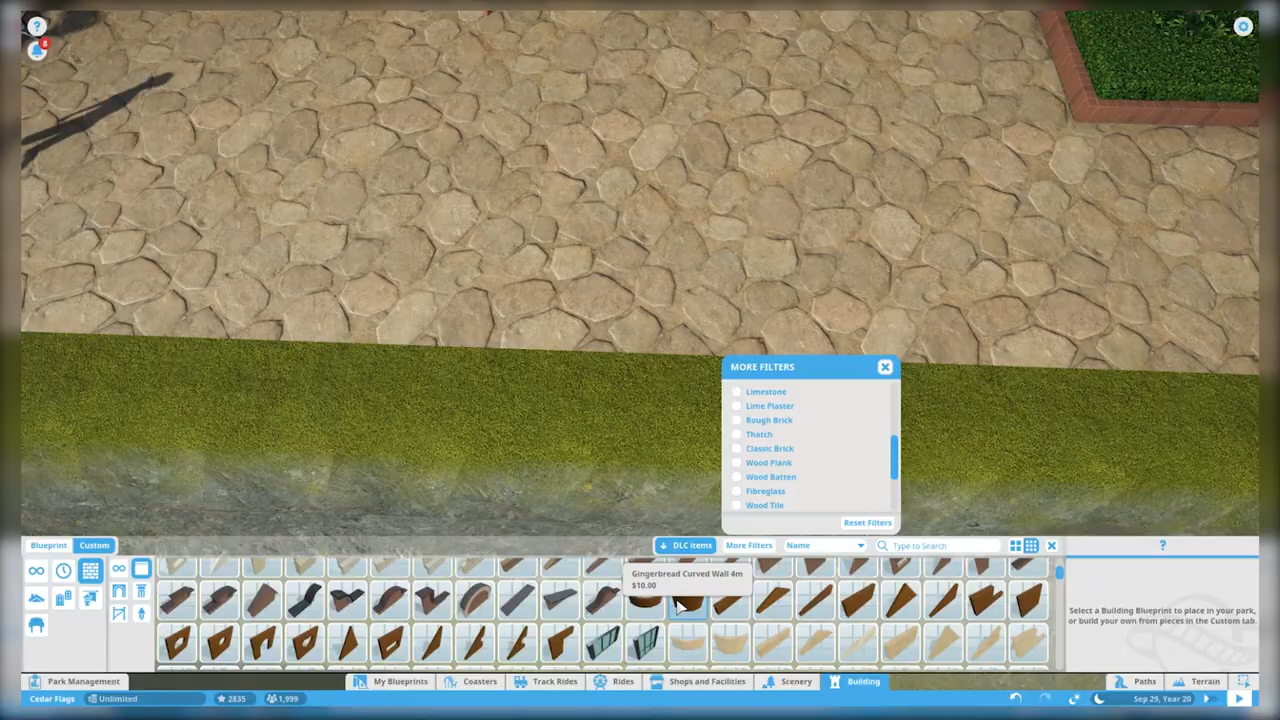 ?
8
MORE FILTERS
Limestone
Lime Plaster
Rough Brick
Thatch
Classic Brick
Wood Plank
Wood Batten
Fibreglass
Wood Tile
Reset Filters
Blueprint
Custom
DLC items
More Filters
Name
Type to Search
?
Gingerbread Curved Wall 4m
$10.00
Select a Building Blueprint to place in your park,
or build your own from pieces in the Custom tab.
Park Management
My Blueprints
Coasters
Track Rides
Rides
Shops and Facilities
Scenery
Building
Paths
Terrain
Cedar Flags
Unlimited
2835
1,999
Sep 29, Year 20